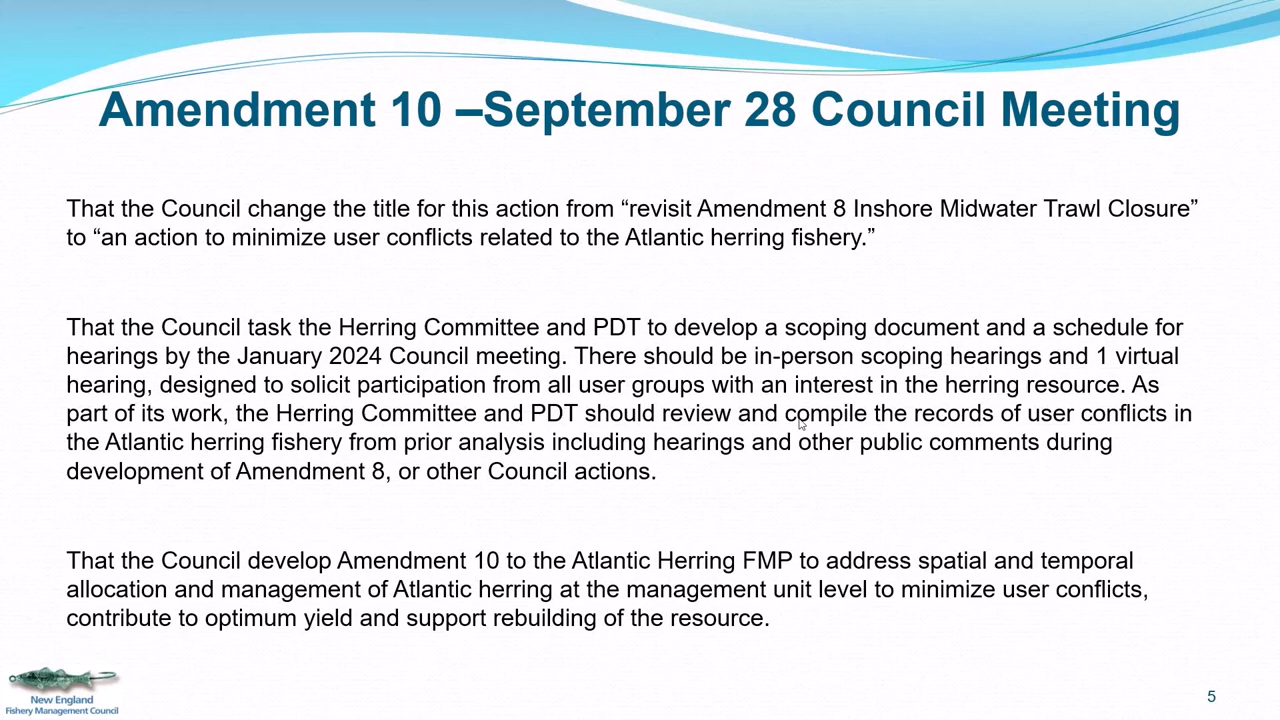 Amendment 10 –September 28 Council Meeting
That the Council change the title for this action from “revisit Amendment 8 Inshore Midwater Trawl Closure”
to “an action to minimize user conflicts related to the Atlantic herring fishery.”
That the Council task the Herring Committee and PDT to develop a scoping document and a schedule for
hearings by the January 2024 Council meeting. There should be in-person scoping hearings and 1 virtual
hearing, designed to solicit participation from all user groups with an interest in the herring resource. As
part of its work, the Herring Committee and PDT should review and compile the records of user conflicts in
the Atlantic herring fishery from prior analysis including hearings and other public comments during
development of Amendment 8, or other Council actions.
That the Council develop Amendment 10 to the Atlantic Herring FMP to address spatial and temporal
allocation and management of Atlantic herring at the management unit level to minimize user conflicts,
contribute to optimum yield and support rebuilding of the resource.
New England
Fishery Management Council
5